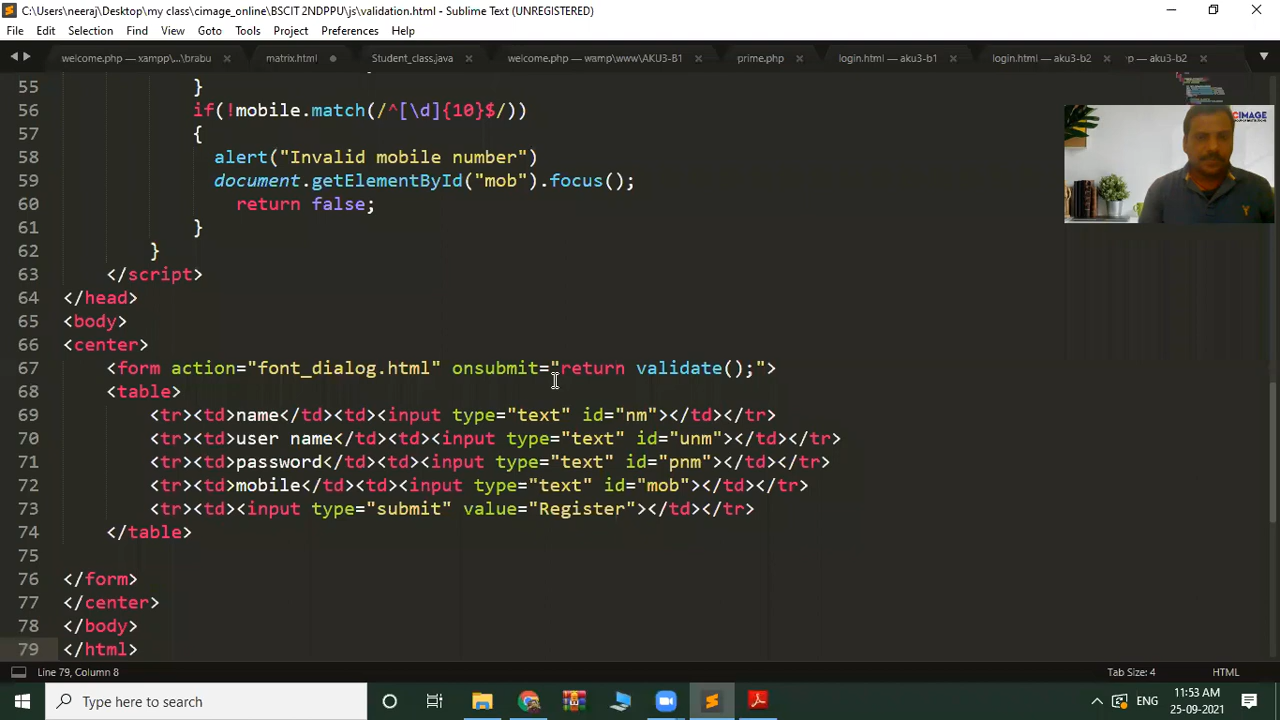 C:\Users\neeraj\Desktop\my class\cimage_online\BSCIT 2NDPPU\js\validation.html - Sublime Text (UNREGISTERED)
File Edit Selection Find View Goto Tools Project Preferences Help
welcome.php — xampp\...\brabu matrix.html Student_class.java welcome.php — wamp\www\AKU3-B1 prime.php login.html — aku3-b1 login.html — aku3-b2 p — aku3-b2
55 }
56 if(!mobile.match(/^[\d]{10}$/))
57 {
58 alert("Invalid mobile number")
59 document.getElementById("mob").focus();
60 return false;
61 }
62 }
63 </script>
64 </head>
65 <body>
66 <center>
67 <form action="font_dialog.html" onsubmit="return validate();">
68 <table>
69 <tr><td>name</td><td><input type="text" id="nm"></td></tr>
70 <tr><td>user name</td><td><input type="text" id="unm"></td></tr>
71 <tr><td>password</td><td><input type="text" id="pnm"></td></tr>
72 <tr><td>mobile</td><td><input type="text" id="mob"></td></tr>
73 <tr><td><input type="submit" value="Register"></td></tr>
74 </table>
75
76 </form>
77 </center>
78 </body>
79 </html>
CIMAGE
Line 79, Column 8 Tab Size: 4 HTML
Type here to search ENG 11:53 AM
25-09-2021